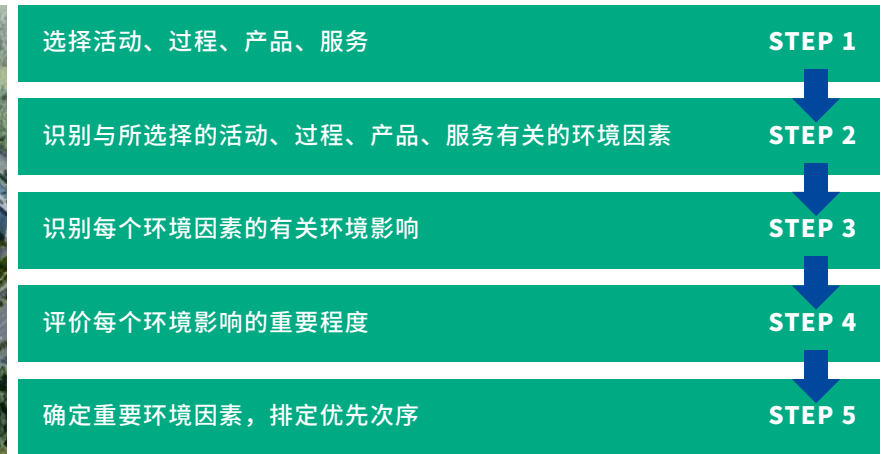 选择活动、过程、产品、服务 STEP 1
识别与所选择的活动、过程、产品、服务有关的环境因素 STEP 2
识别每个环境因素的有关环境影响 STEP 3
评价每个环境影响的重要程度 STEP 4
确定重要环境因素，排定优先次序 STEP 5